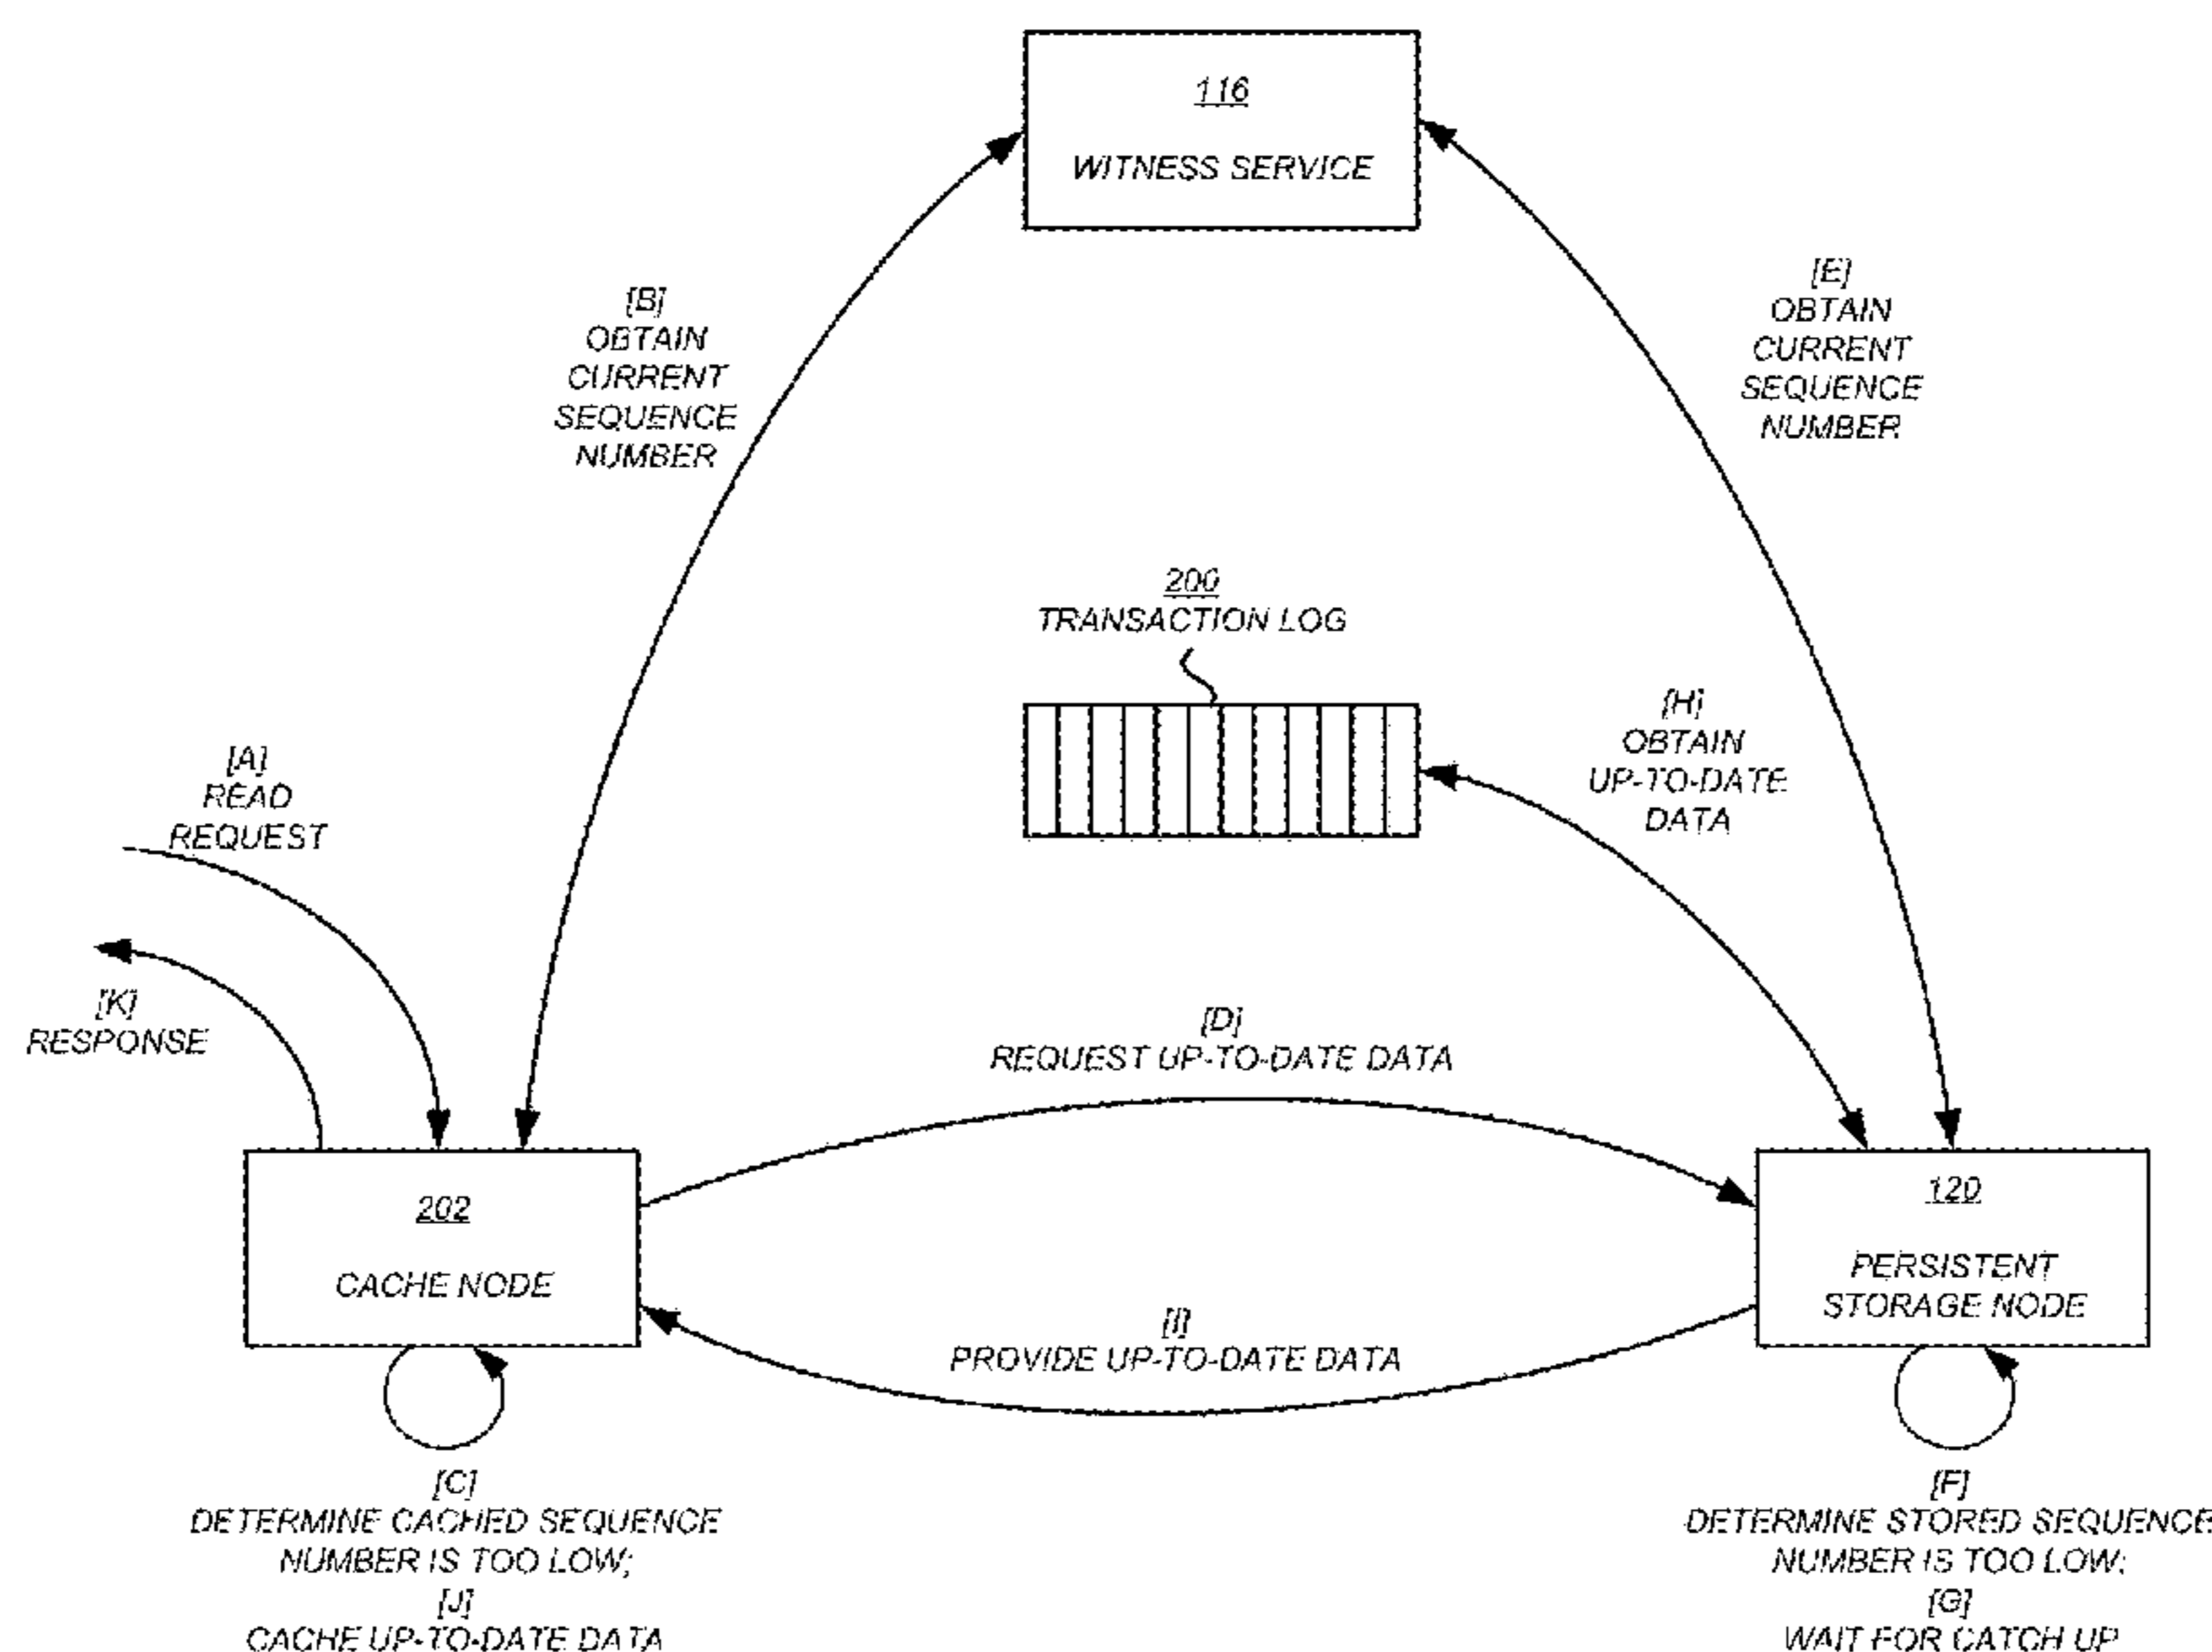 116
WITNESS SERVICE
[B]
OBTAIN
CURRENT
SEQUENCE
NUMBER
[E]
OBTAIN
CURRENT
SEQUENCE
NUMBER
200
TRANSACTION LOG
[H]
OBTAIN
UP-TO-DATE
DATA
[A]
READ
REQUEST
[K]
RESPONSE
[D]
REQUEST UP-TO-DATE DATA
202
CACHE NODE
120
PERSISTENT
STORAGE NODE
[I]
PROVIDE UP-TO-DATE DATA
[C]
DETERMINE CACHED SEQUENCE
NUMBER IS TOO LOW;
[J]
CACHE UP-TO-DATE DATA
[F]
DETERMINE STORED SEQUENCE
NUMBER IS TOO LOW;
[G]
WAIT FOR CATCH UP